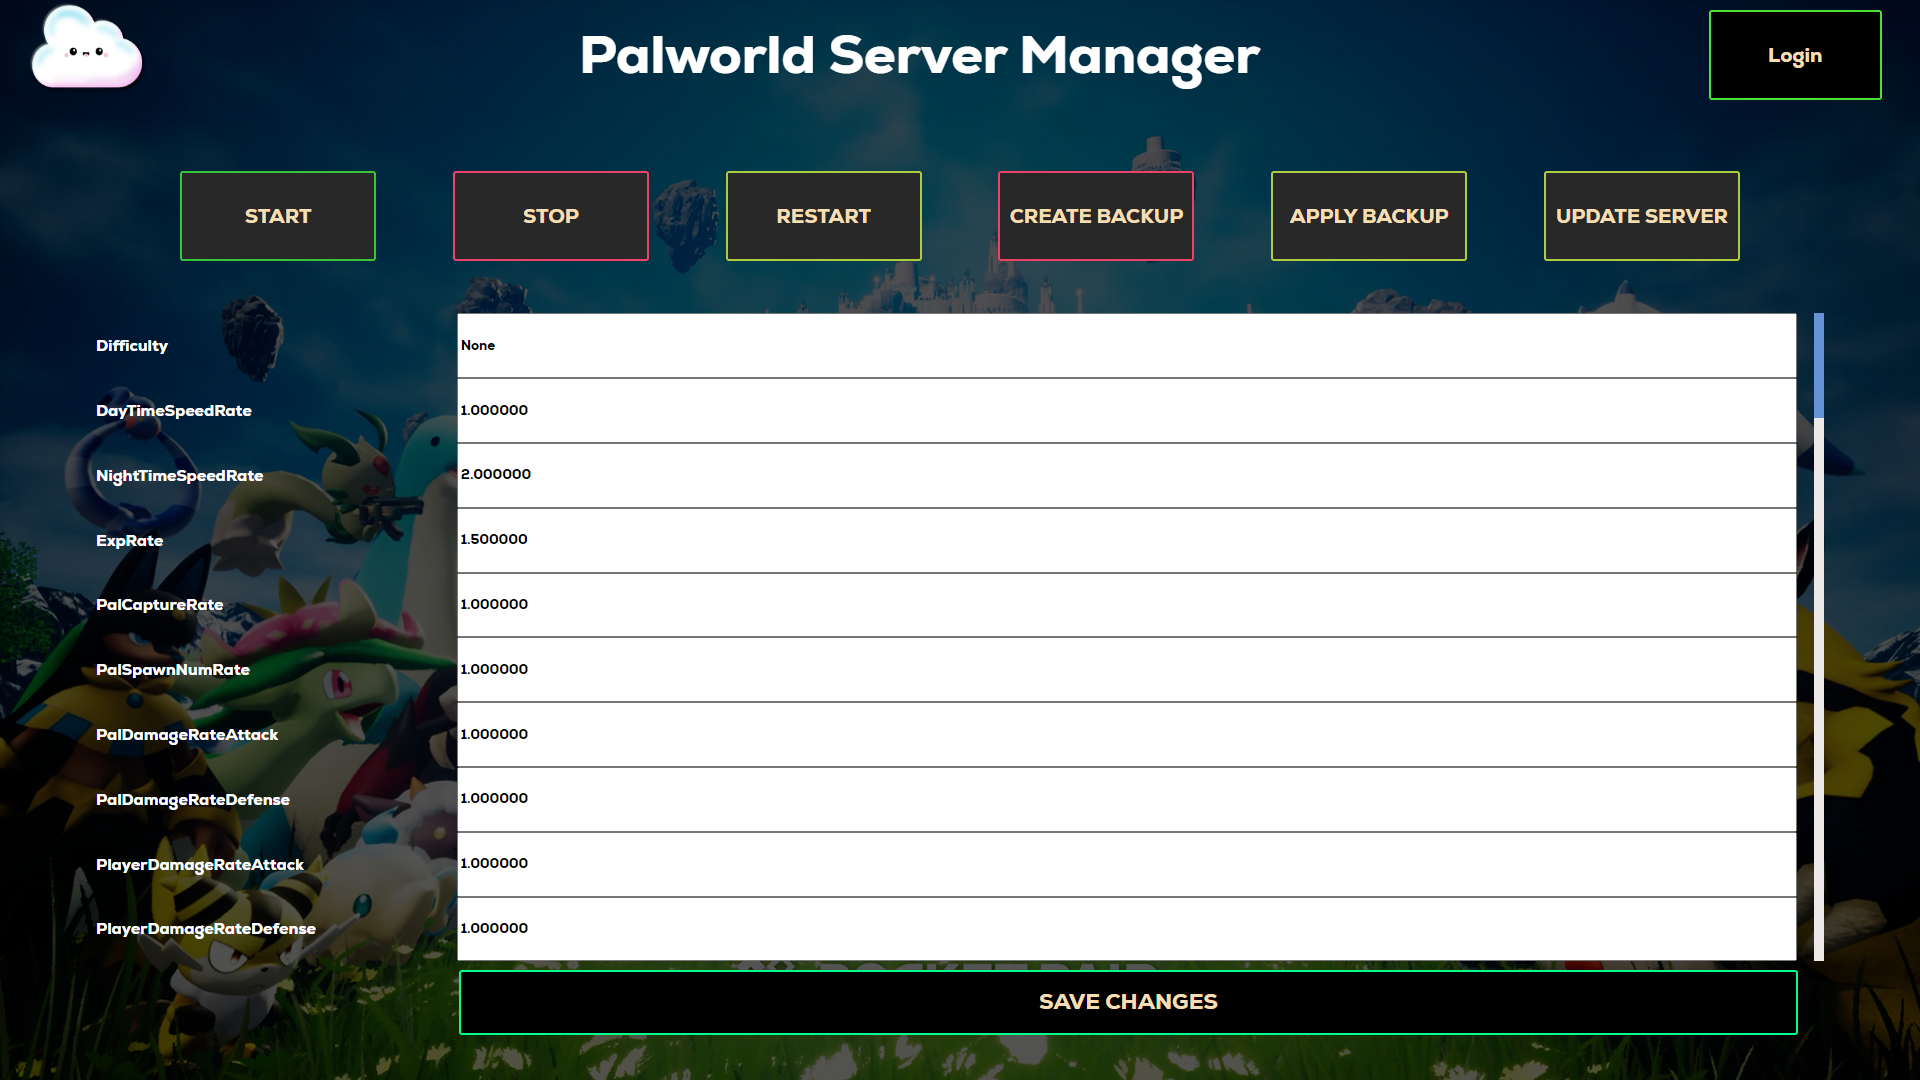 Palworld Server Manager
Login
START
STOP
RESTART
CREATE BACKUP
APPLY BACKUP
UPDATE SERVER
Difficulty
None
DayTimeSpeedRate
1.000000
NightTimeSpeedRate
2.000000
ExpRate
1.500000
PalCaptureRate
1.000000
PalSpawnNumRate
1.000000
PalDamageRateAttack
1.000000
PalDamageRateDefense
1.000000
PlayerDamageRateAttack
1.000000
PlayerDamageRateDefense
1.000000
SAVE CHANGES